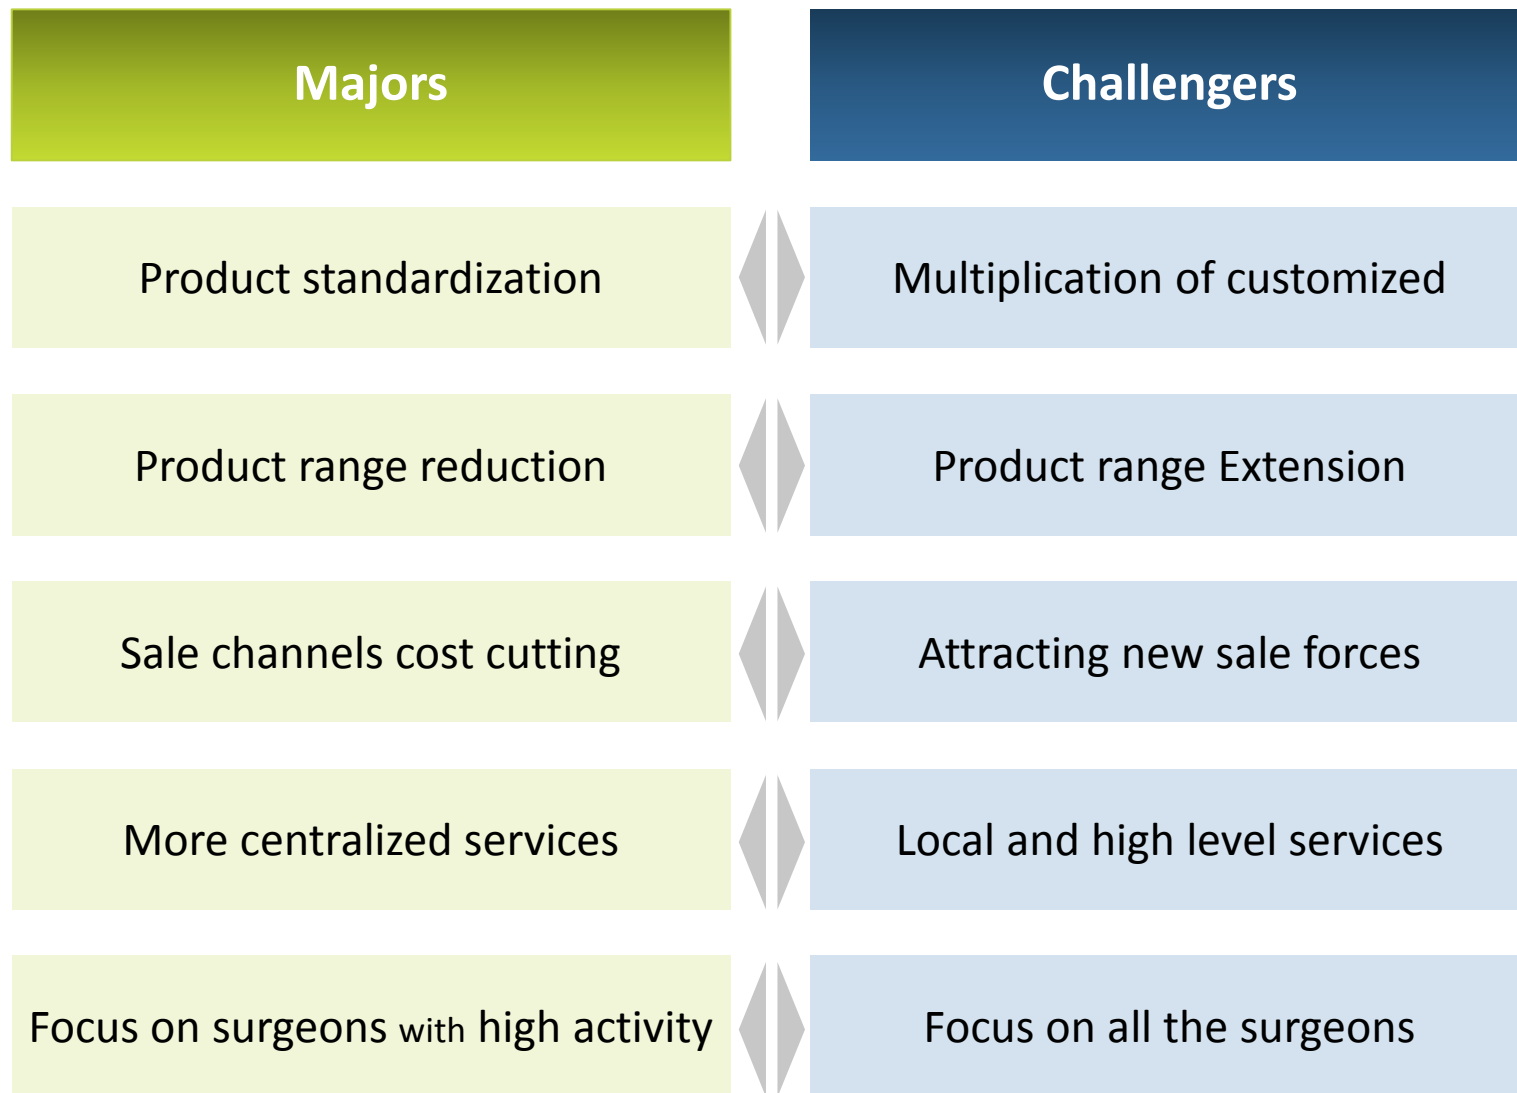 Majors
Challengers
Product standardization
Multiplication of customized
Product range reduction
Product range Extension
Sale channels cost cutting
Attracting new sale forces
More centralized services
Local and high level services
Focus on surgeons with high activity
Focus on all the surgeons